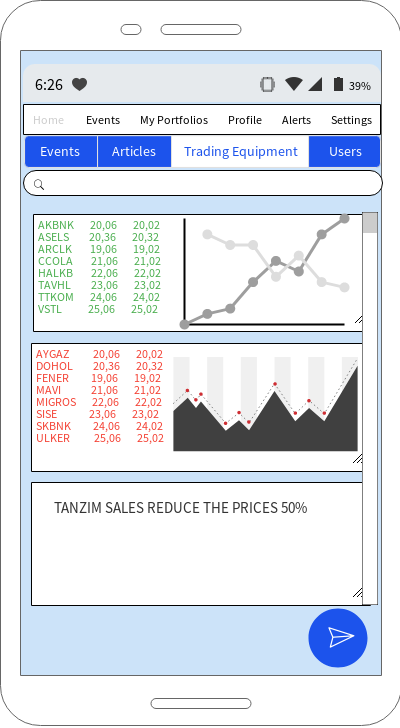 6:26 39%
Home Events My Portfolios Profile Alerts Settings
Events Articles Trading Equipment Users
AKBNK 20,06 20,02
ASELS 20,36 20,32
ARCLK 19,06 19,02
CCOLA 21,06 21,02
HALKB 22,06 22,02
TAVHL 23,06 23,02
TTKOM 24,06 24,02
VSTL 25,06 25,02
AYGAZ 20,06 20,02
DOHOL 20,36 20,32
FENER 19,06 19,02
MAVI 21,06 21,02
MIGROS 22,06 22,02
SISE 23,06 23,02
SKBNK 24,06 24,02
ULKER 25,06 25,02
TANZIM SALES REDUCE THE PRICES 50%